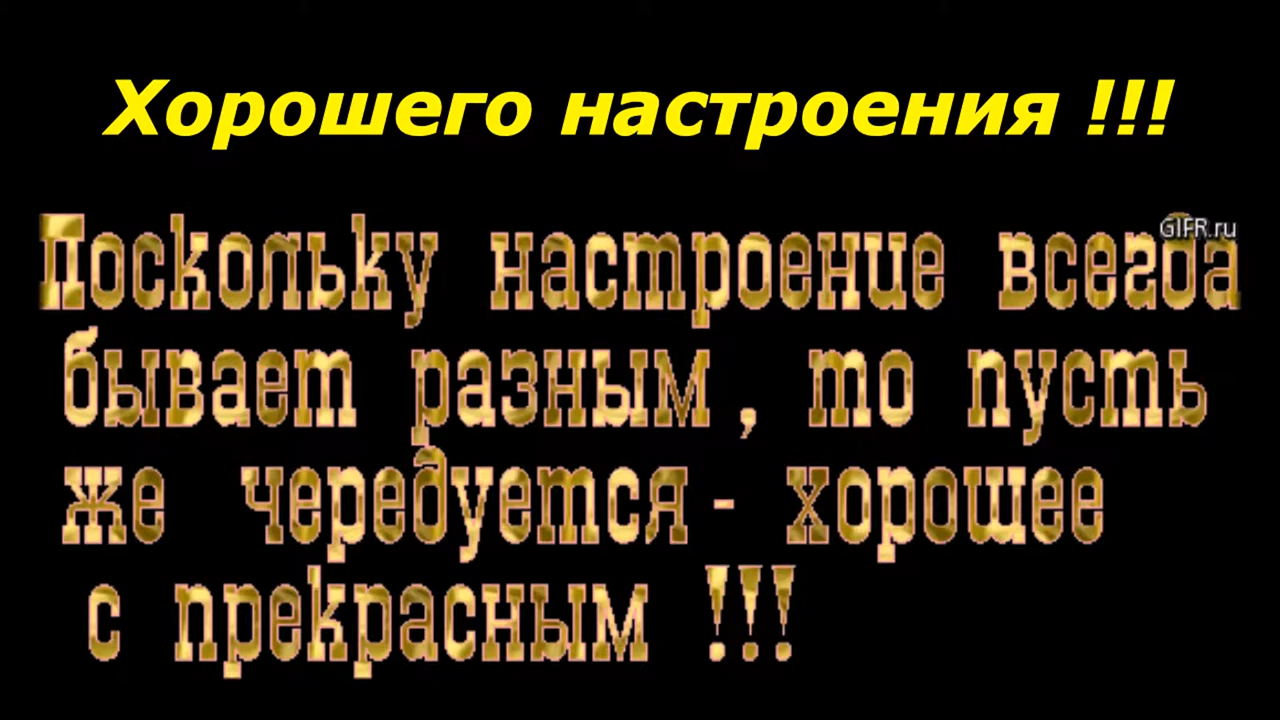 Хорошего настроения !!!
GIFR.ru
Поскольку настроение всегда
бывает разным , то пусть
же чередуется - хорошее
с прекрасным !!!